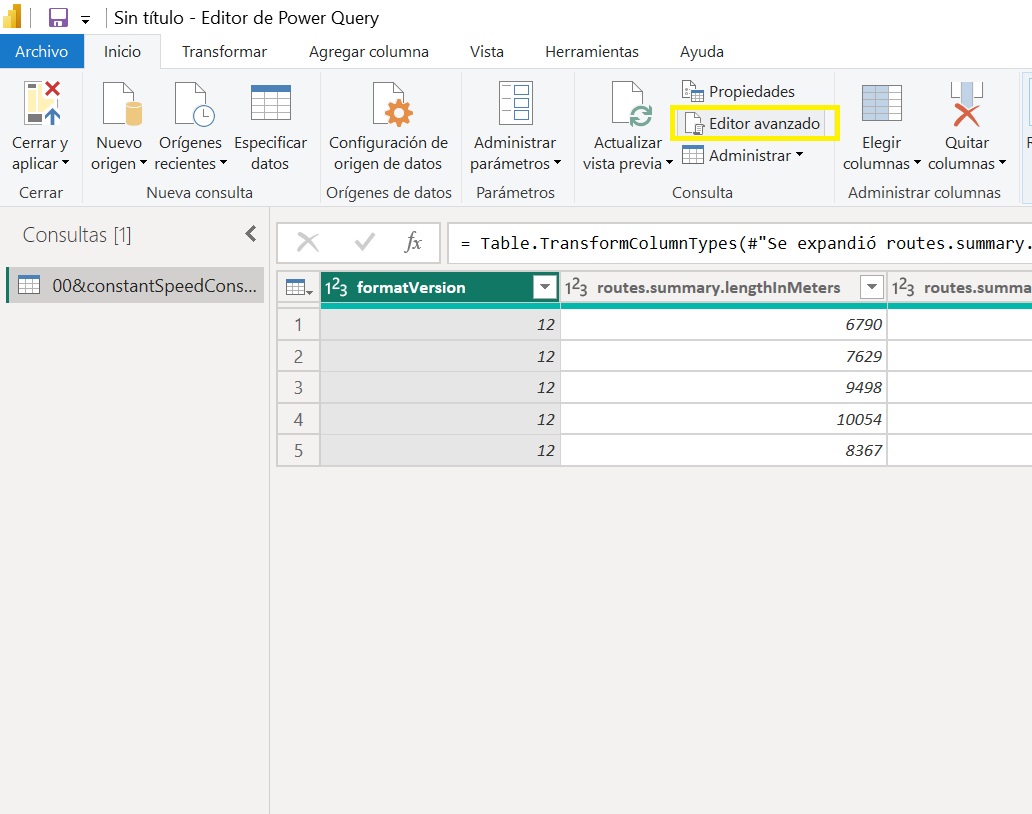 Sin título - Editor de Power Query
Archivo Inicio Transformar Agregar columna Vista Herramientas Ayuda
Cerrar y aplicar
Nuevo origen
Orígenes recientes
Especificar datos
Configuración de origen de datos
Administrar parámetros
Actualizar vista previa
Propiedades
Editor avanzado
Administrar
Elegir columnas
Quitar columnas
Cerrar Nueva consulta Orígenes de datos Parámetros Consulta Administrar columnas
Consultas [1]
fx = Table.TransformColumnTypes(#"Se expandió routes.summary.
00&constantSpeedCons...
123 formatVersion 123 routes.summary.lengthInMeters 123 routes.summa
1 12 6790
2 12 7629
3 12 9498
4 12 10054
5 12 8367